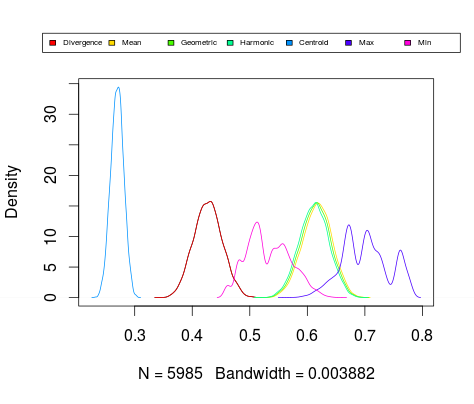 Divergence Mean Geometric Harmonic Centroid Max Min
Density
30
20
10
5
0
0.3 0.4 0.5 0.6 0.7 0.8
N = 5985 Bandwidth = 0.003882